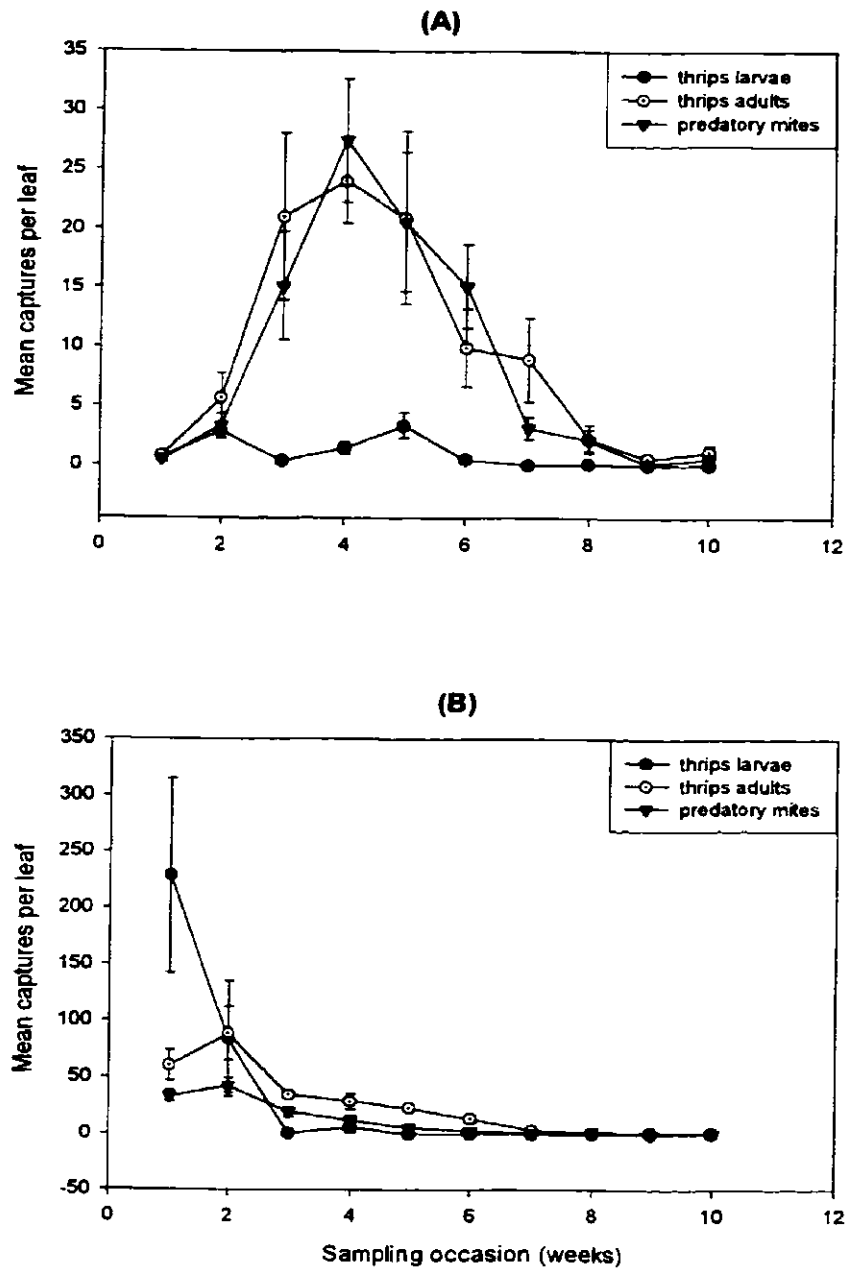 (A)
35
30
25
20
15
10
5
0
Mean captures per leaf
thrips larvae
thrips adults
predatory mites
0 2 4 6 8 10 12
(B)
350
300
250
200
150
100
50
0
-50
Mean captures per leaf
thrips larvae
thrips adults
predatory mites
0 2 4 6 8 10 12
Sampling occasion (weeks)